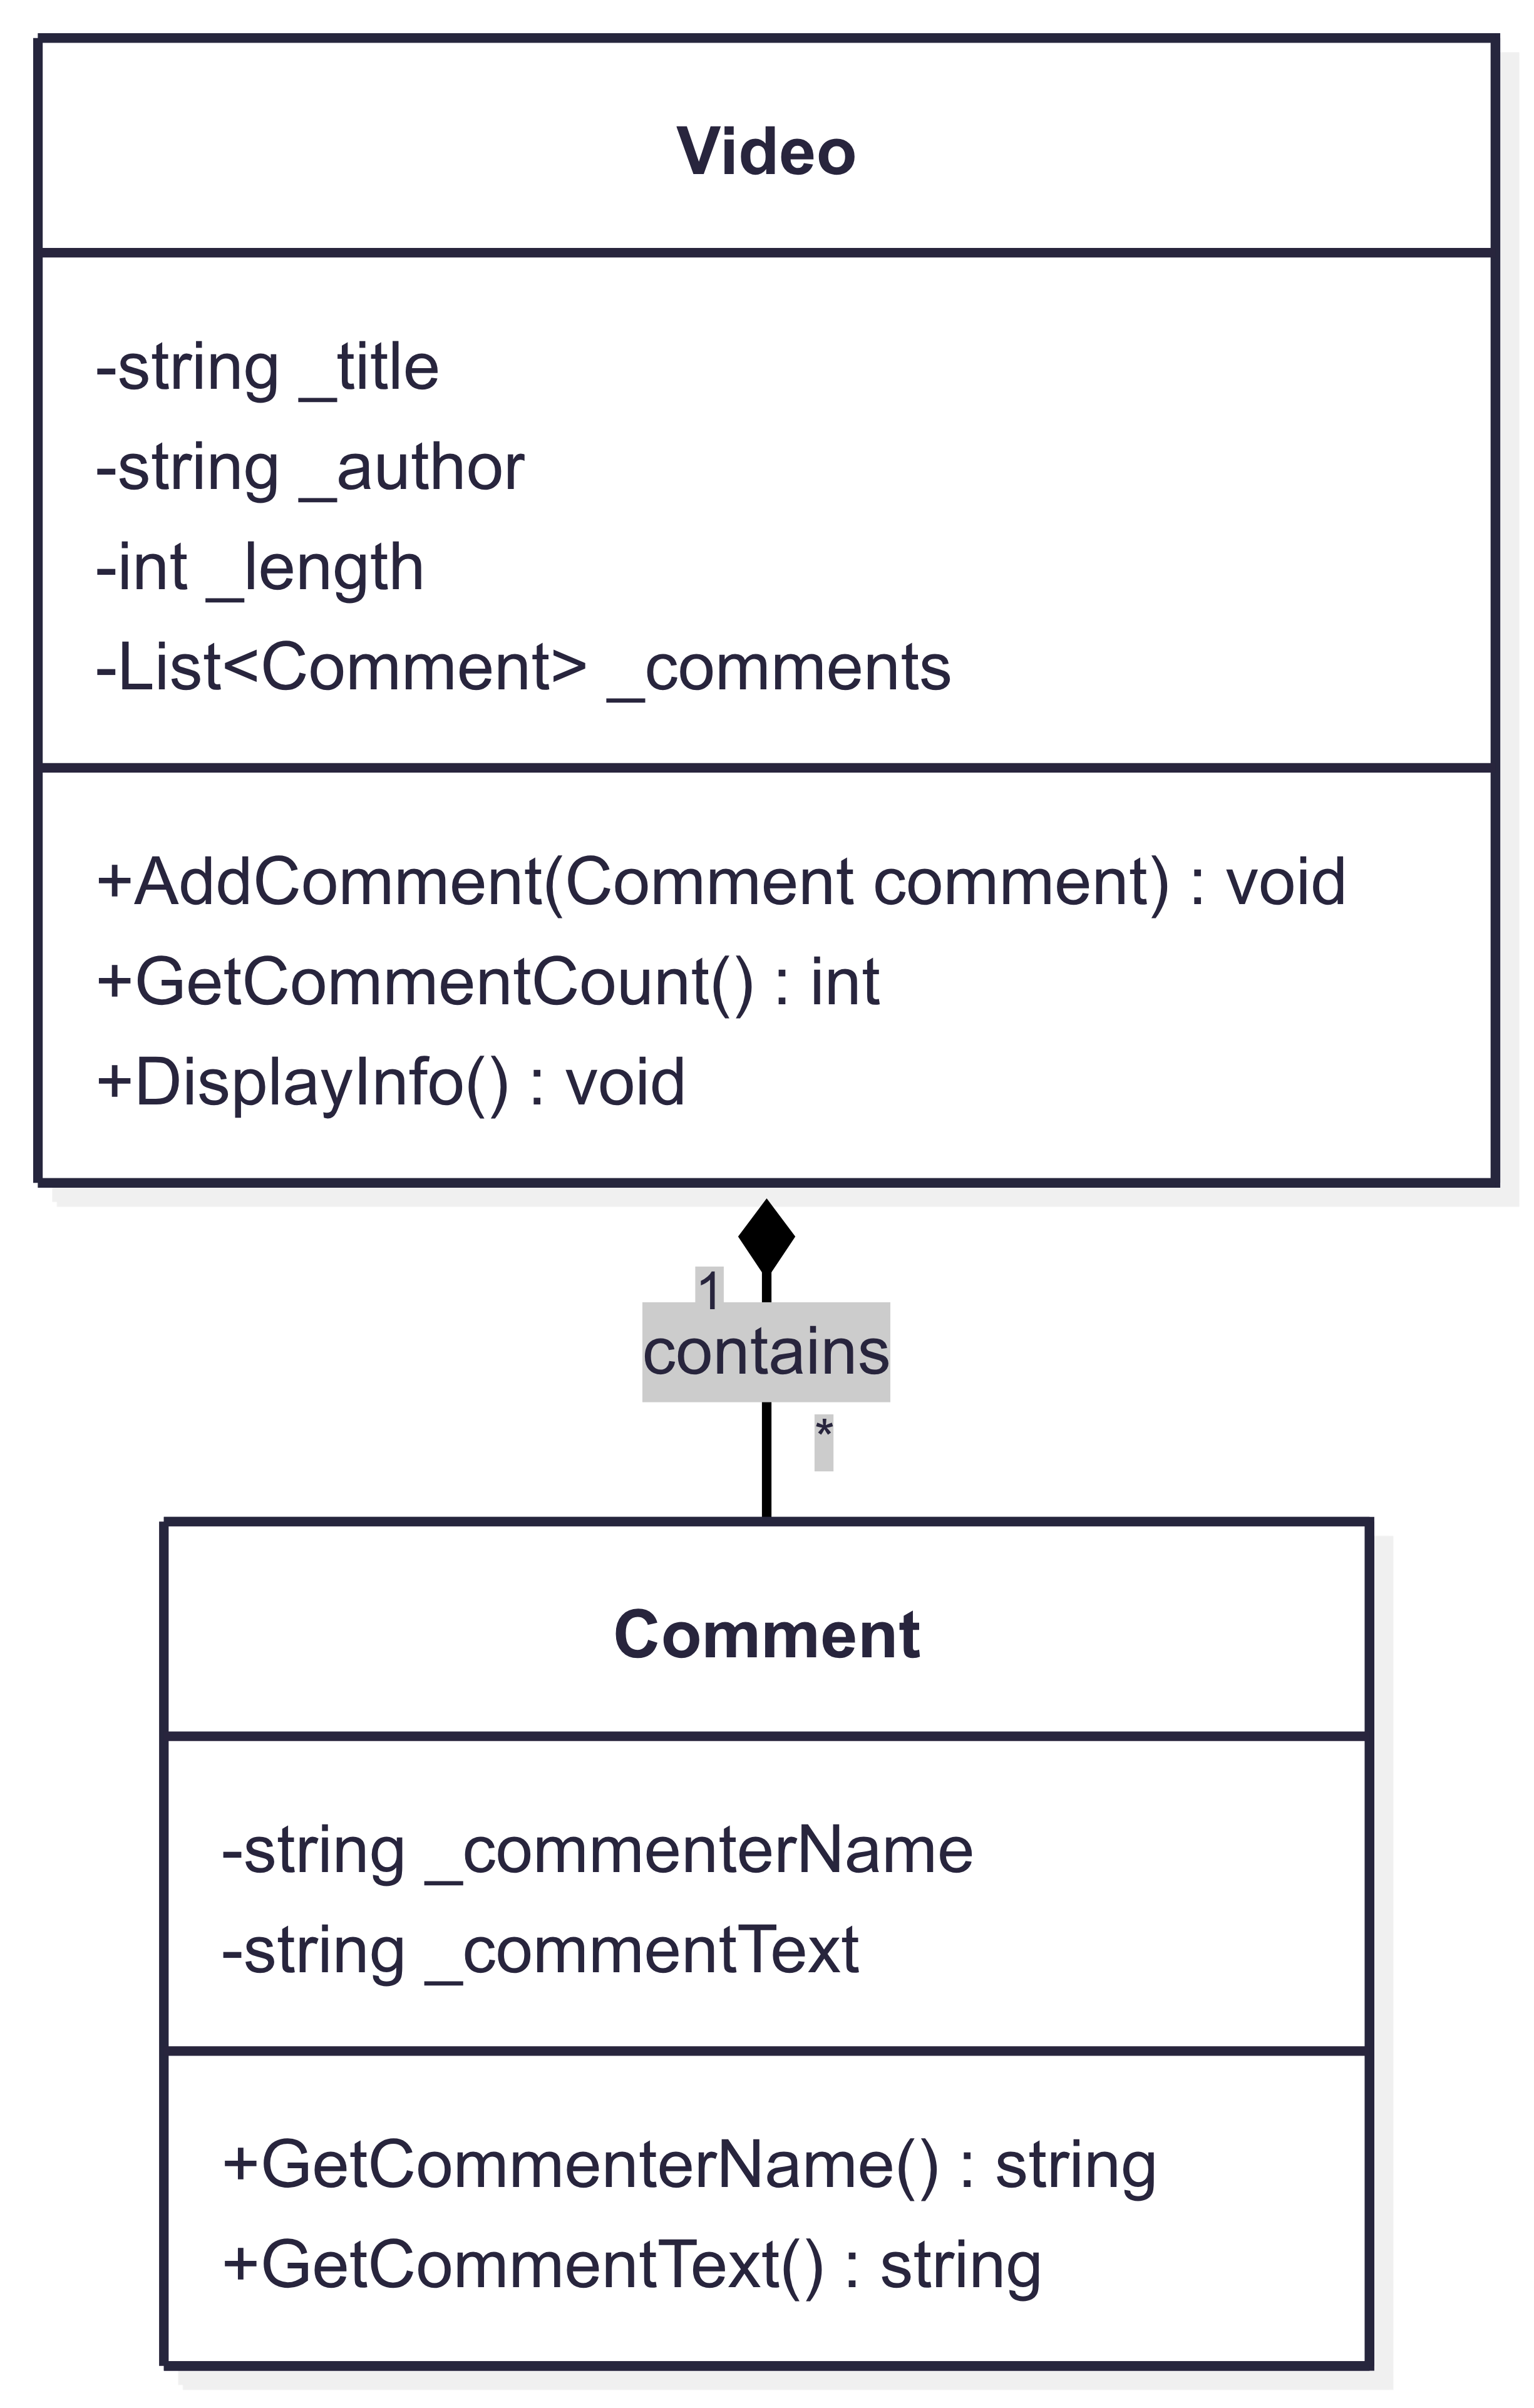 Video
-string _title
-string _author
-int _length
-List<Comment> _comments
+AddComment(Comment comment) : void
+GetCommentCount() : int
+DisplayInfo() : void
1
contains
*
Comment
-string _commenterName
-string _commentText
+GetCommenterName() : string
+GetCommentText() : string